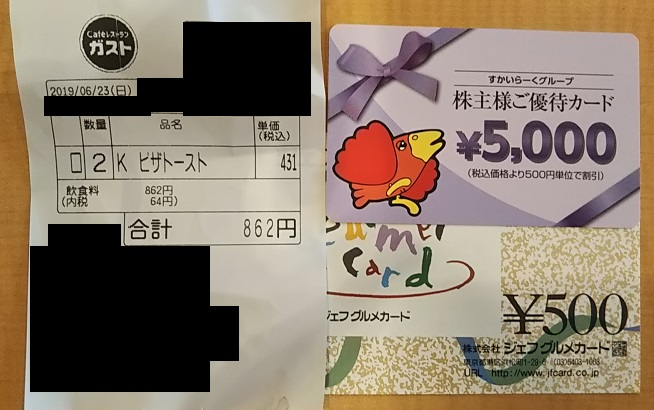 Caféレストラン
ガスト
2019/06/23(日)
数量 品名 単価
(税込)
□ 2 K ピザトースト 431
飲食料 862円
(内税 64円)
合計 862円
すかいらーくグループ
株主様ご優待カード
¥5,000
(税込価格より500円単位で割引)
Card
ジェフグルメカード
¥500
株式会社 ジェフグルメカード
URL http://www.jfcard.co.jp